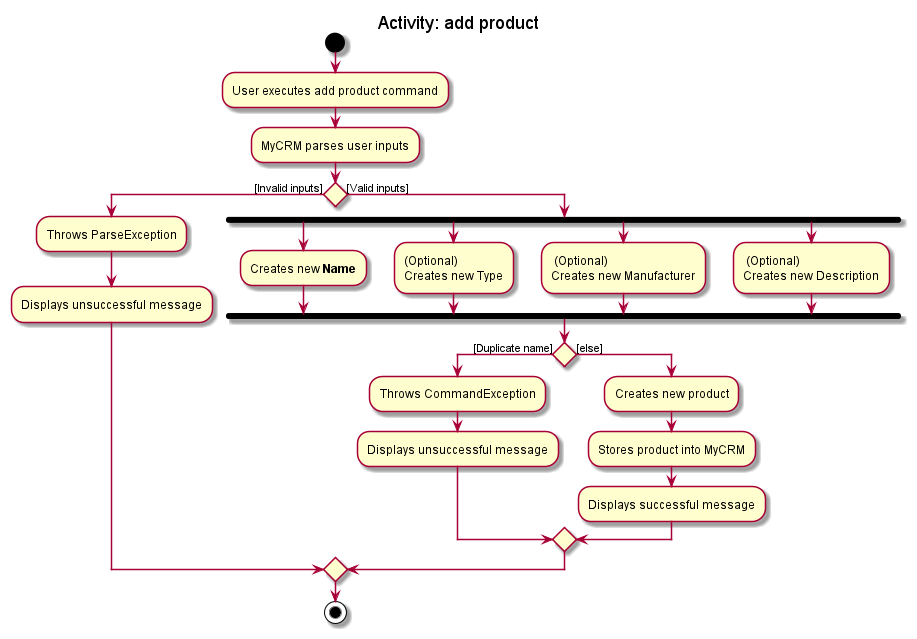 Activity: add product
User executes add product command
MyCRM parses user inputs
[Invalid inputs]
[Valid inputs]
Throws ParseException
Displays unsuccessful message
Creates new Name
(Optional)
Creates new Type
(Optional)
Creates new Manufacturer
(Optional)
Creates new Description
[Duplicate name]
[else]
Throws CommandException
Displays unsuccessful message
Creates new product
Stores product into MyCRM
Displays successful message